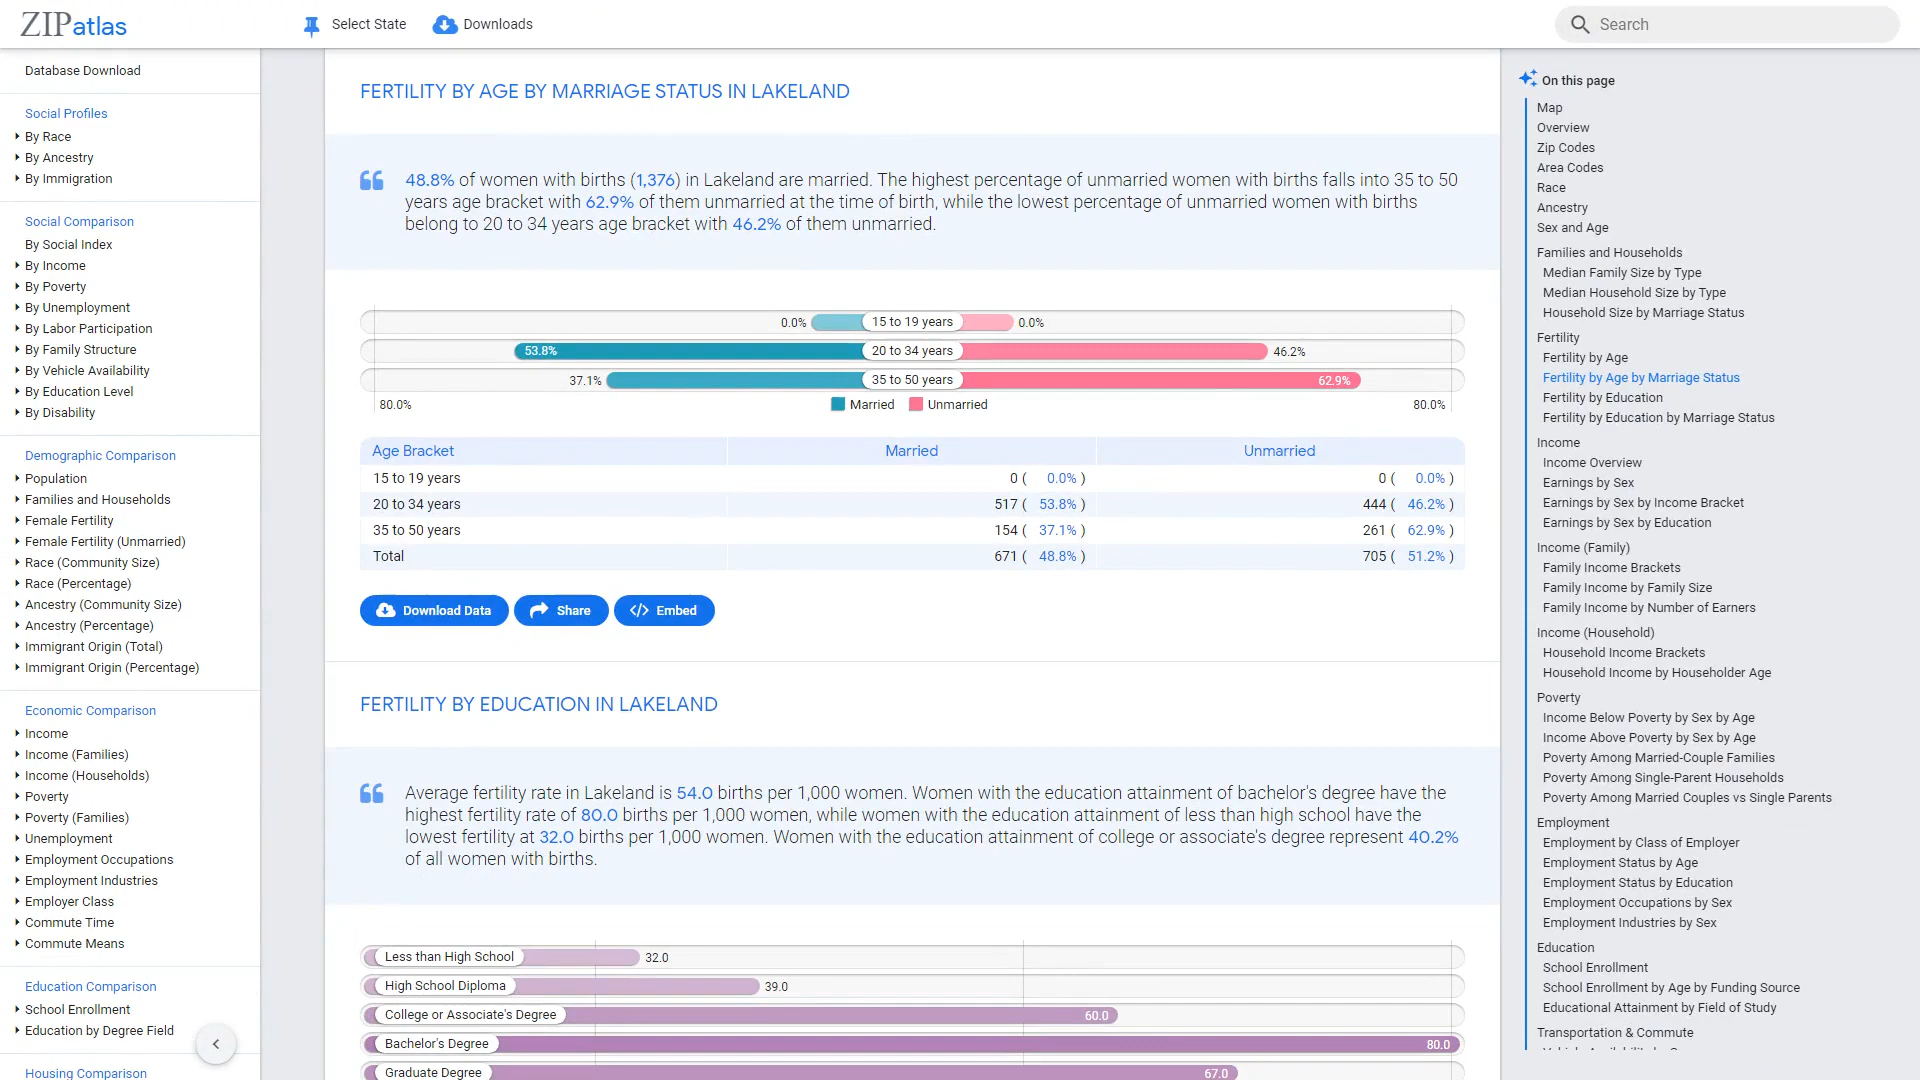 ZIPatlas
Select State
Downloads
Search
Database Download
Social Profiles
By Race
By Ancestry
By Immigration
Social Comparison
By Social Index
By Income
By Poverty
By Unemployment
By Labor Participation
By Family Structure
By Vehicle Availability
By Education Level
By Disability
Demographic Comparison
Population
Families and Households
Female Fertility
Female Fertility (Unmarried)
Race (Community Size)
Race (Percentage)
Ancestry (Community Size)
Ancestry (Percentage)
Immigrant Origin (Total)
Immigrant Origin (Percentage)
Economic Comparison
Income
Income (Families)
Income (Households)
Poverty
Poverty (Families)
Unemployment
Employment Occupations
Employment Industries
Employer Class
Commute Time
Commute Means
Education Comparison
School Enrollment
Education by Degree Field
Housing Comparison
FERTILITY BY AGE BY MARRIAGE STATUS IN LAKELAND
48.8% of women with births (1,376) in Lakeland are married. The highest percentage of unmarried women with births falls into 35 to 50
years age bracket with 62.9% of them unmarried at the time of birth, while the lowest percentage of unmarried women with births
belong to 20 to 34 years age bracket with 46.2% of them unmarried.
0.0% 15 to 19 years 0.0%
53.8% 20 to 34 years 46.2%
37.1% 35 to 50 years 62.9%
80.0% Married Unmarried 80.0%
Age Bracket Married Unmarried
15 to 19 years 0 ( 0.0% ) 0 ( 0.0% )
20 to 34 years 517 ( 53.8% ) 444 ( 46.2% )
35 to 50 years 154 ( 37.1% ) 261 ( 62.9% )
Total 671 ( 48.8% ) 705 ( 51.2% )
Download Data Share Embed
FERTILITY BY EDUCATION IN LAKELAND
Average fertility rate in Lakeland is 54.0 births per 1,000 women. Women with the education attainment of bachelor's degree have the
highest fertility rate of 80.0 births per 1,000 women, while women with the education attainment of less than high school have the
lowest fertility at 32.0 births per 1,000 women. Women with the education attainment of college or associate's degree represent 40.2%
of all women with births.
Less than High School 32.0
High School Diploma 39.0
College or Associate's Degree 60.0
Bachelor's Degree 80.0
Graduate Degree 67.0
On this page
Map
Overview
Zip Codes
Area Codes
Race
Ancestry
Sex and Age
Families and Households
Median Family Size by Type
Median Household Size by Type
Household Size by Marriage Status
Fertility
Fertility by Age
Fertility by Age by Marriage Status
Fertility by Education
Fertility by Education by Marriage Status
Income
Income Overview
Earnings by Sex
Earnings by Sex by Income Bracket
Earnings by Sex by Education
Income (Family)
Family Income Brackets
Family Income by Family Size
Family Income by Number of Earners
Income (Household)
Household Income Brackets
Household Income by Householder Age
Poverty
Income Below Poverty by Sex by Age
Income Above Poverty by Sex by Age
Poverty Among Married-Couple Families
Poverty Among Single-Parent Households
Poverty Among Married Couples vs Single Parents
Employment
Employment by Class of Employer
Employment Status by Age
Employment Status by Education
Employment Occupations by Sex
Employment Industries by Sex
Education
School Enrollment
School Enrollment by Age by Funding Source
Educational Attainment by Field of Study
Transportation & Commute